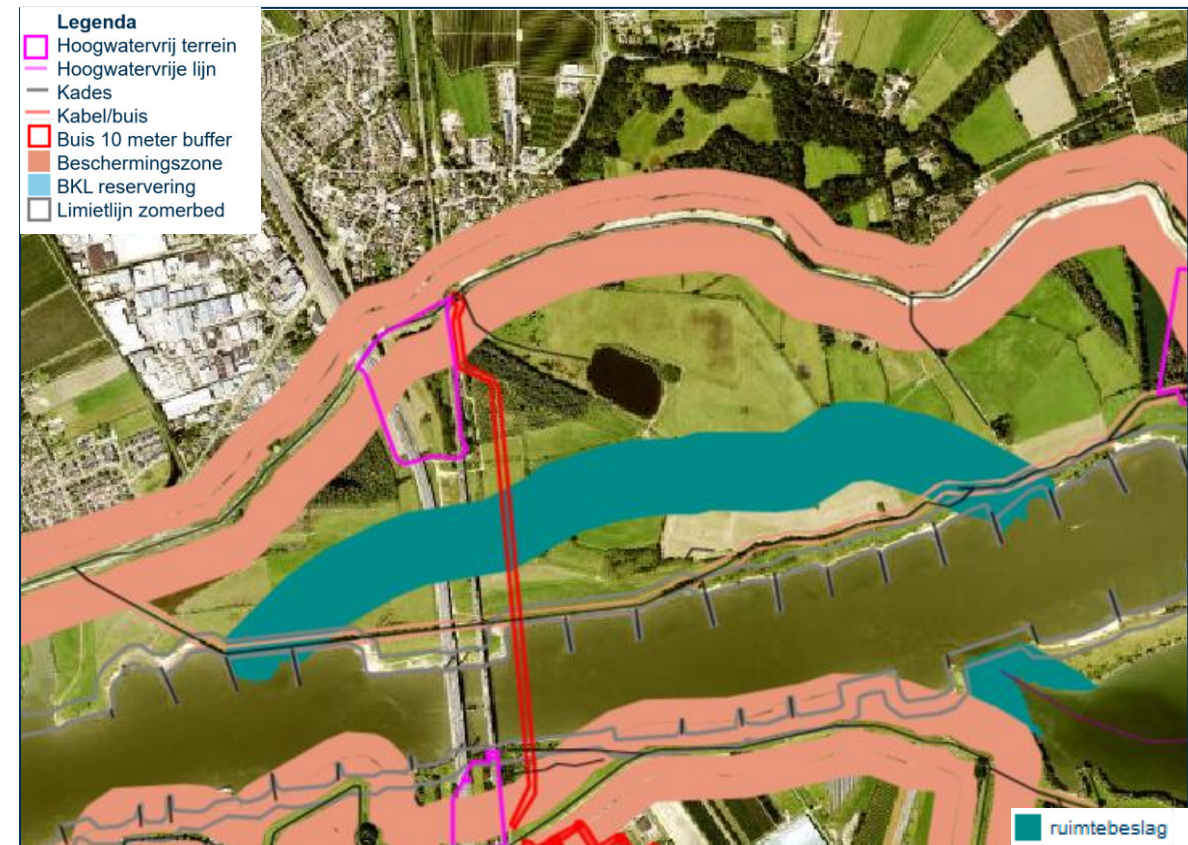 Legenda
Hoogwatervrij terrein
Hoogwatervrije lijn
Kades
Kabel/buis
Buis 10 meter buffer
Beschermingszone
BKL reservering
Limietlijn zomerbed
ruimtebeslag